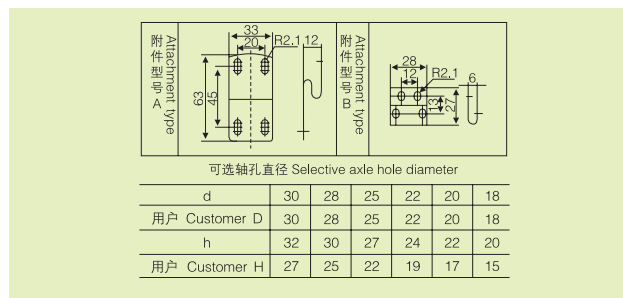 附件型号A
Attachment type
33
20
R2.1
12
63
45
附件型号B
Attachment type
28
12
R2.1
6
13
27
可选轴孔直径 Selective axle hole diameter
d 30 28 25 22 20 18
用户 Customer D 30 28 25 22 20 18
h 32 30 27 24 22 20
用户 Customer H 27 25 22 19 17 15